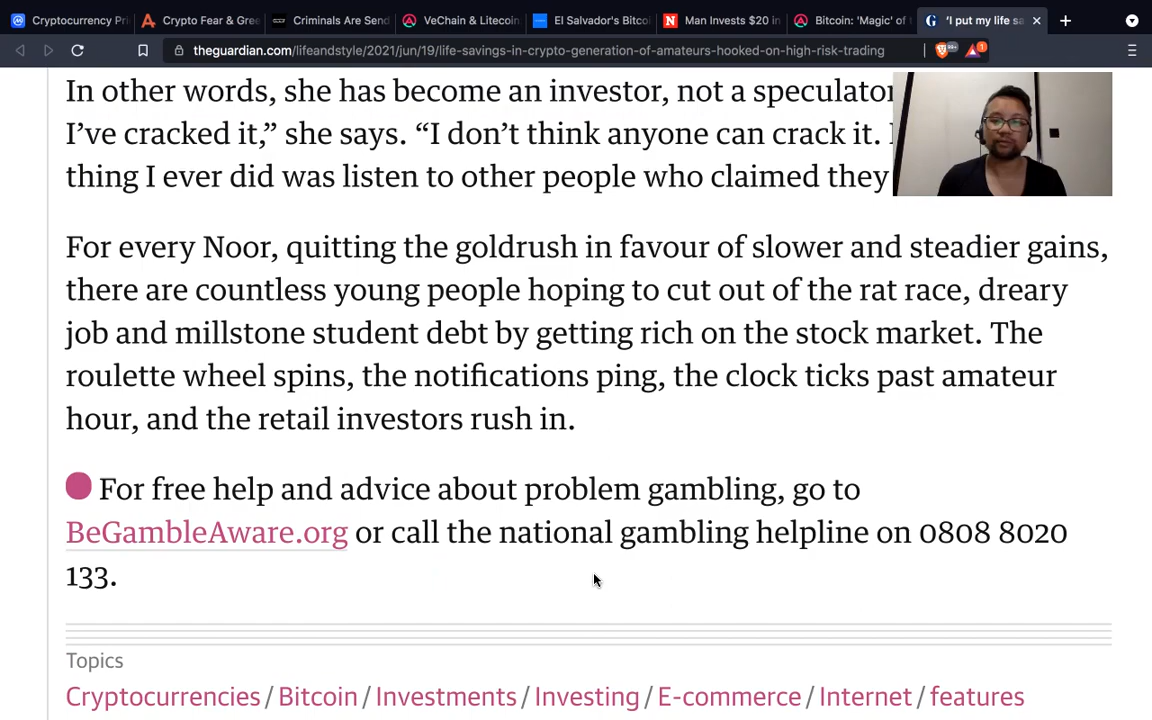 Cryptocurrency Pri
Crypto Fear & Gre
Criminals Are Send
VeChain & Litecoin
El Salvador's Bitco
Man Invests $20 in
Bitcoin: 'Magic' of
'I put my life sa
theguardian.com/lifeandstyle/2021/jun/19/life-savings-in-crypto-generation-of-amateurs-hooked-on-high-risk-trading
99+
1
In other words, she has become an investor, not a speculator
I've cracked it,” she says. “I don't think anyone can crack it.
thing I ever did was listen to other people who claimed they
For every Noor, quitting the goldrush in favour of slower and steadier gains,
there are countless young people hoping to cut out of the rat race, dreary
job and millstone student debt by getting rich on the stock market. The
roulette wheel spins, the notifications ping, the clock ticks past amateur
hour, and the retail investors rush in.
For free help and advice about problem gambling, go to
BeGambleAware.org or call the national gambling helpline on 0808 8020
133.
Topics
Cryptocurrencies / Bitcoin / Investments / Investing / E-commerce / Internet / features